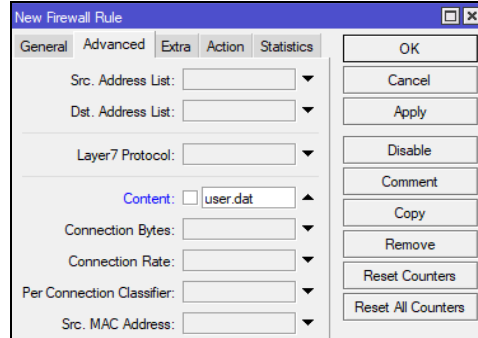 New Firewall Rule
General Advanced Extra Action Statistics
Src. Address List:
Dst. Address List:
Layer7 Protocol:
Content: user.dat
Connection Bytes:
Connection Rate:
Per Connection Classifier:
Src. MAC Address:
OK
Cancel
Apply
Disable
Comment
Copy
Remove
Reset Counters
Reset All Counters